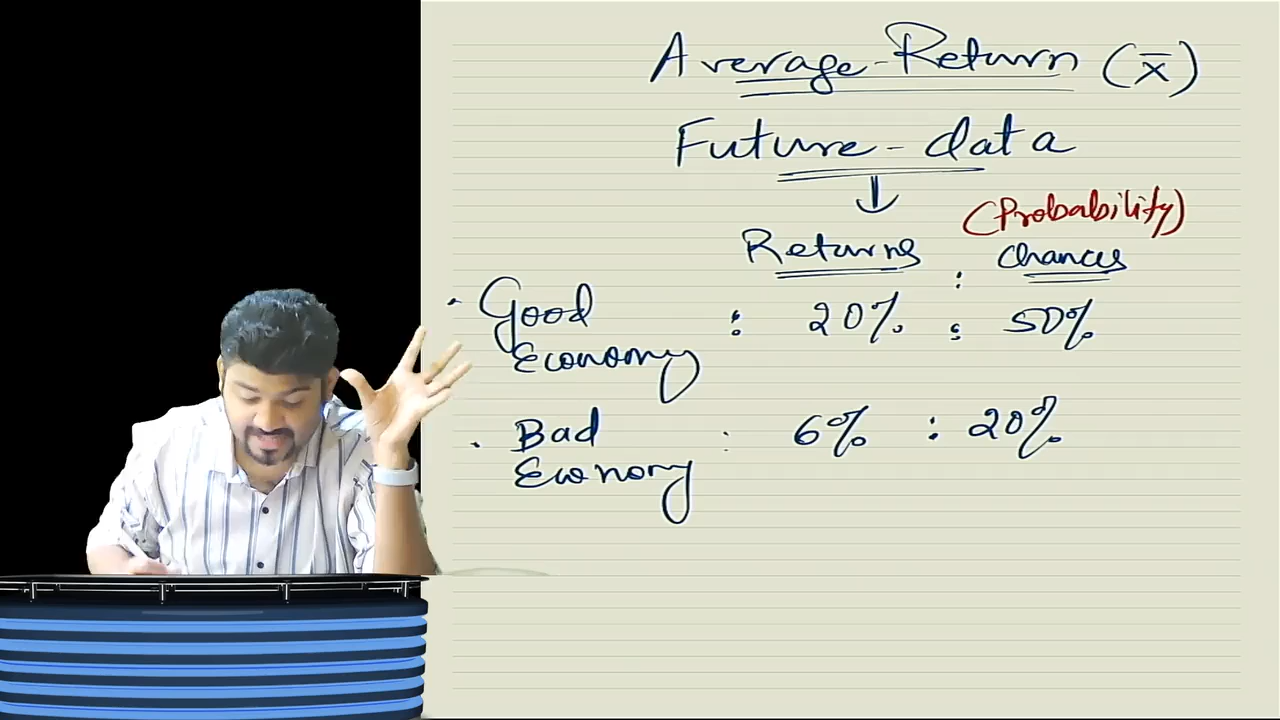 Average-Return (x̄)
Future-data
(Probability)
Returns : Chances
• Good Economy : 20% : 50%
• Bad Economy : 6% : 20%